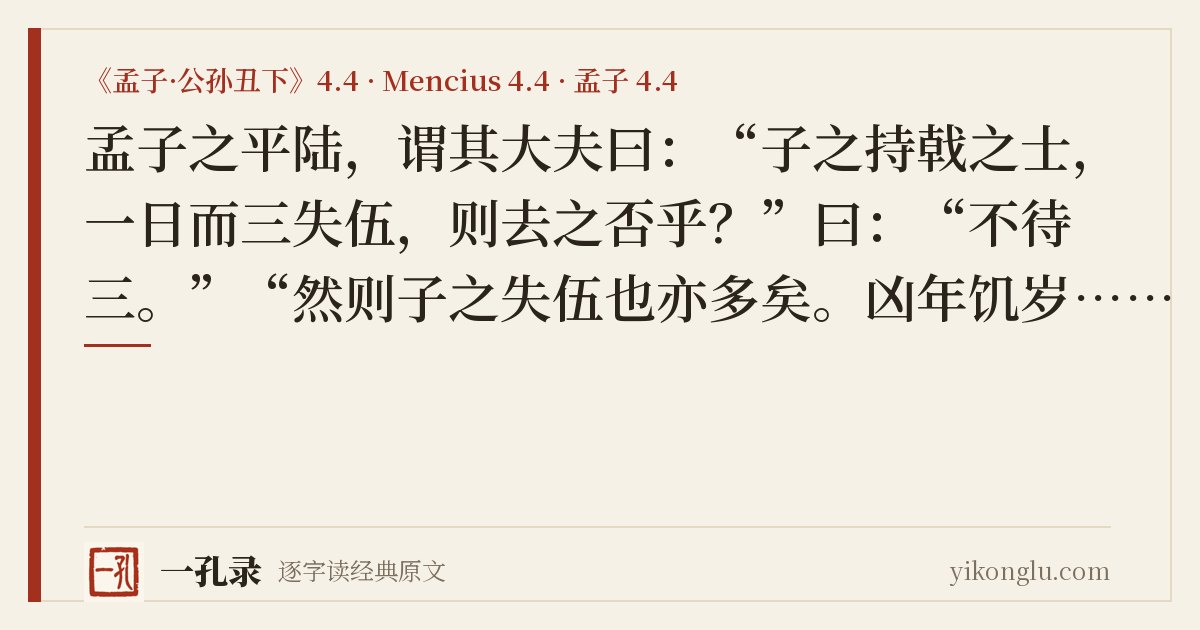 《孟子·公孙丑下》4.4 · Mencius 4.4 · 孟子 4.4
孟子之平陆，谓其大夫曰：“子之持戟之士，
一日而三失伍，则去之否乎？”曰：“不待
三。”“然则子之失伍也亦多矣。凶年饥岁……
一孔
一孔录
逐字读经典原文
yikonglu.com